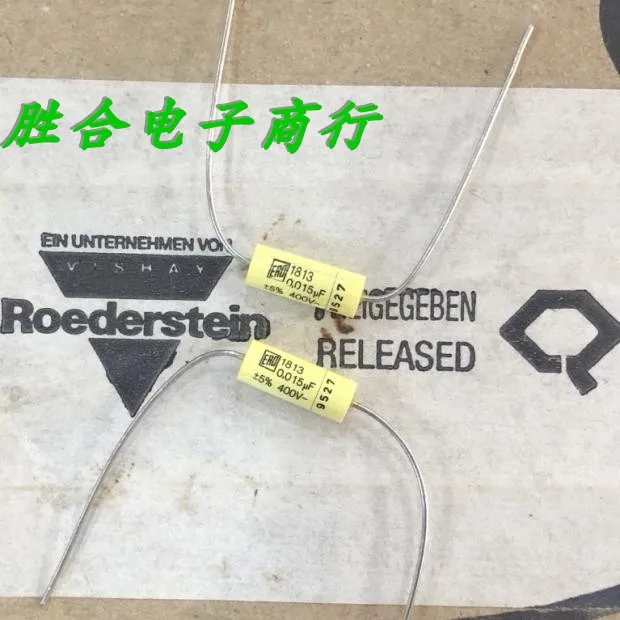 胜合电子商行
EIN UNTERNEHMEN VON
VISHAY
Roederstein
RELEASED
ERO 1813
0,015µF
±5% 400V–
9527
ERO 1813
0,015µF
±5% 400V–
9527